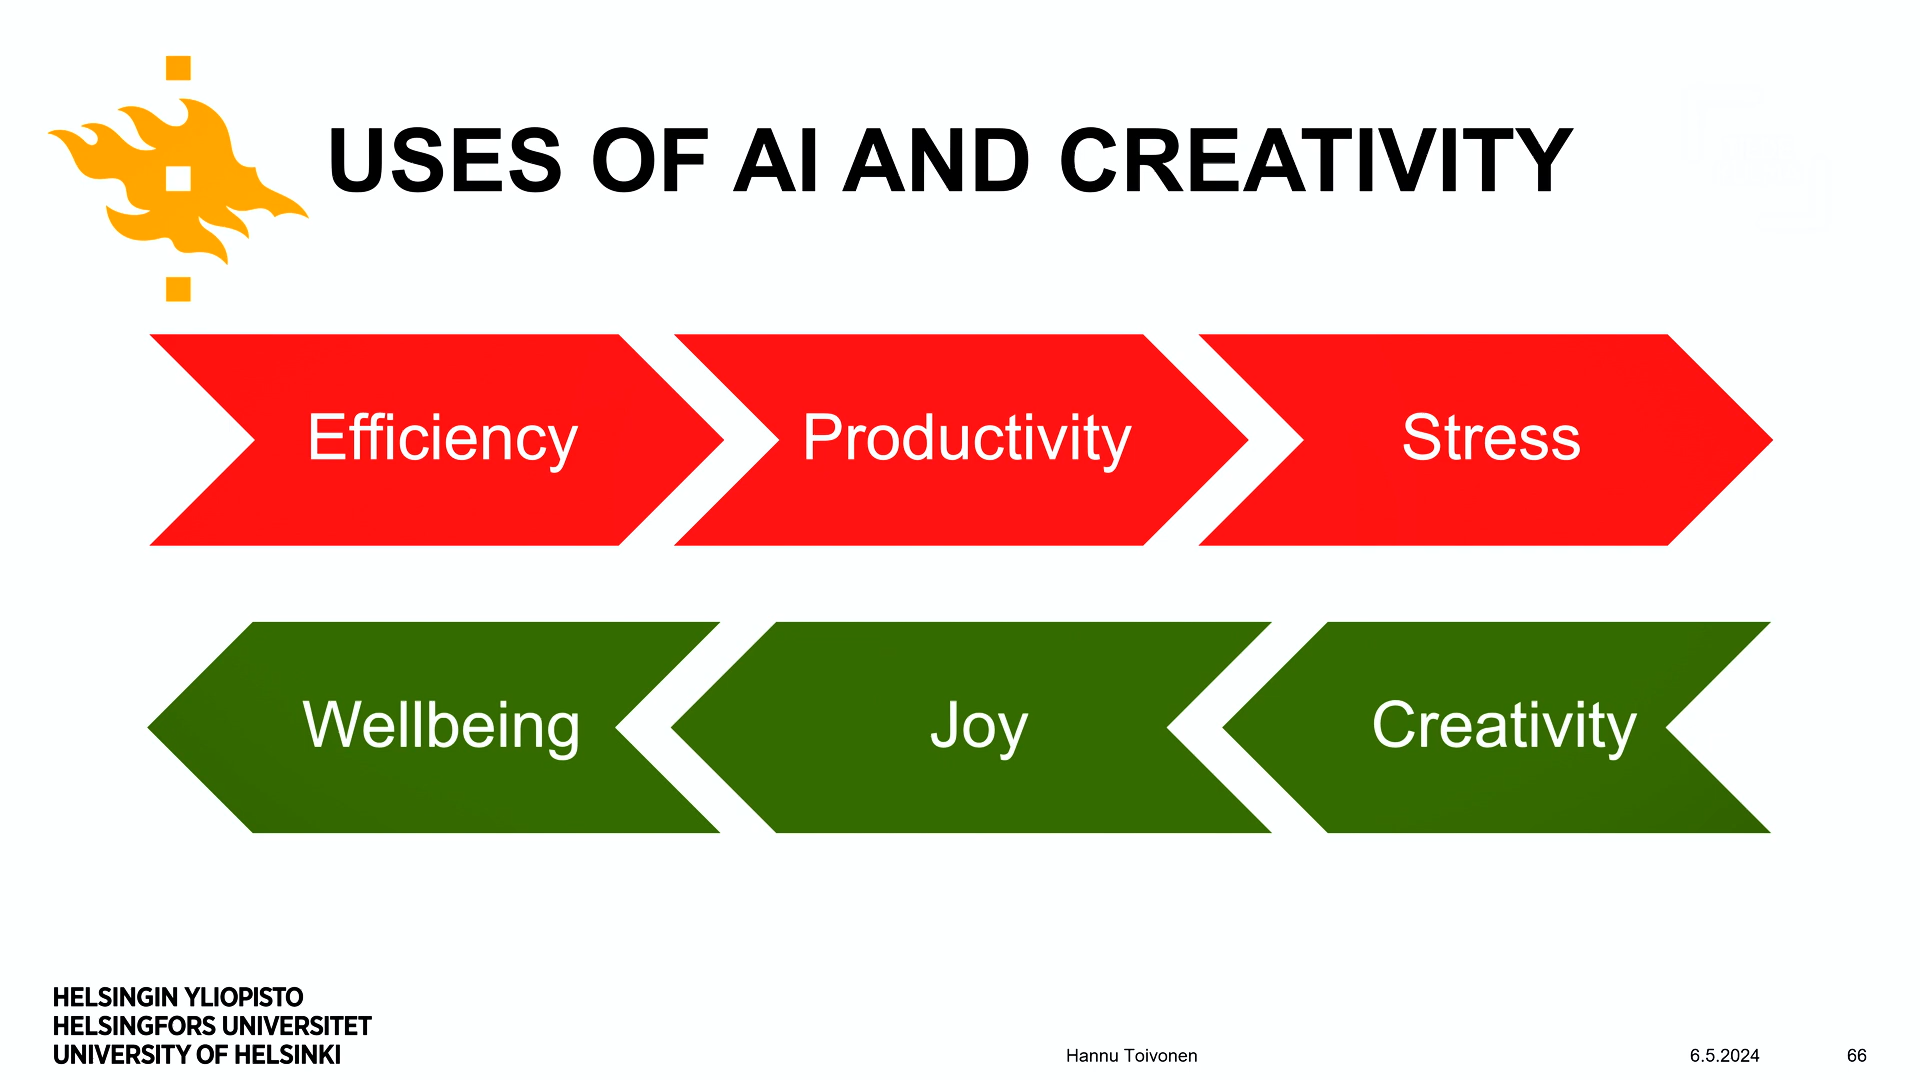 USES OF AI AND CREATIVITY
Efficiency
Productivity
Stress
Wellbeing
Joy
Creativity
HELSINGIN YLIOPISTO
HELSINGFORS UNIVERSITET
UNIVERSITY OF HELSINKI
Hannu Toivonen
6.5.2024
66